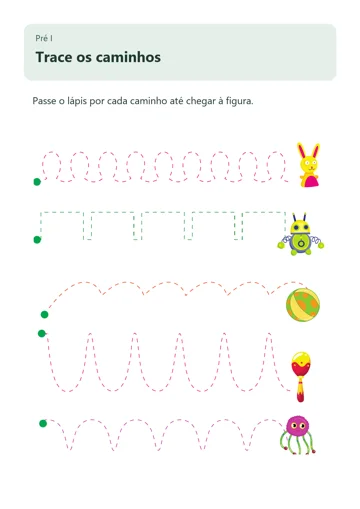 Pré I
Trace os caminhos
Passe o lápis por cada caminho até chegar à figura.